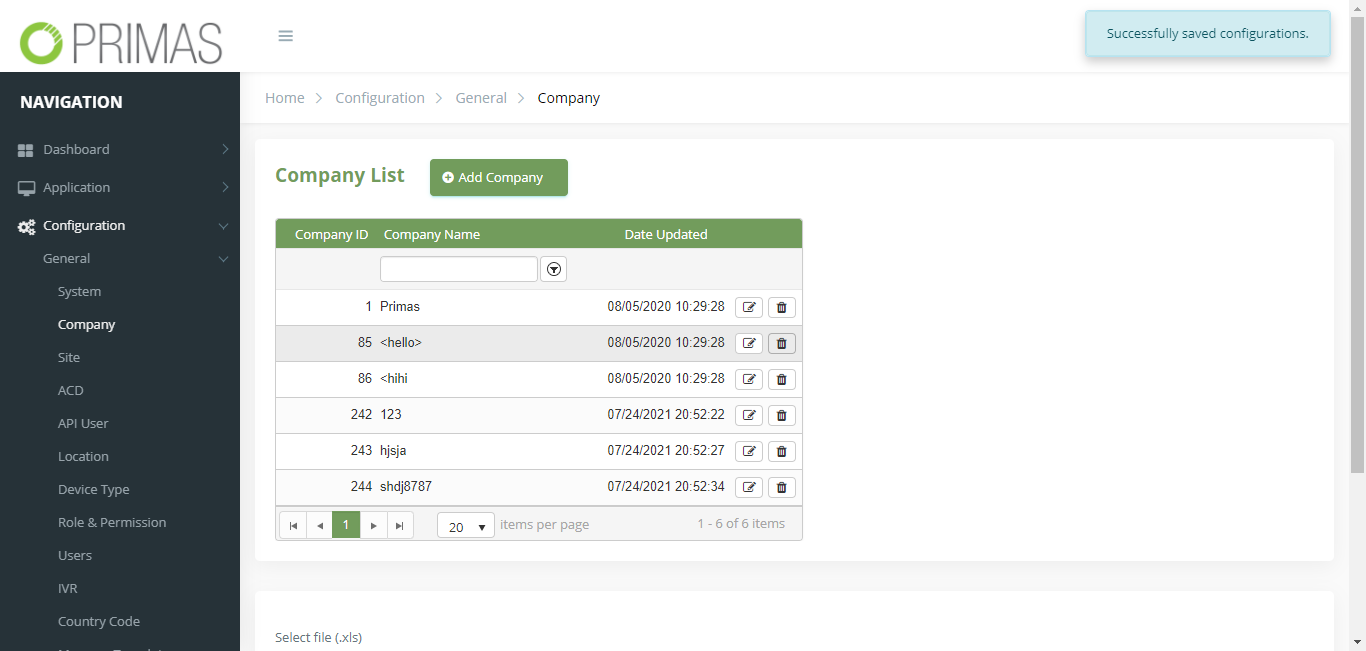 PRIMAS
Successfully saved configurations.
NAVIGATION
Dashboard
Application
Configuration
General
System
Company
Site
ACD
API User
Location
Device Type
Role & Permission
Users
IVR
Country Code
Home > Configuration > General > Company
Company List
Add Company
Company ID Company Name Date Updated
1 Primas 08/05/2020 10:29:28
85 <hello> 08/05/2020 10:29:28
86 <hihi 08/05/2020 10:29:28
242 123 07/24/2021 20:52:22
243 hjsja 07/24/2021 20:52:27
244 shdj8787 07/24/2021 20:52:34
1 20 items per page 1 - 6 of 6 items
Select file (.xls)